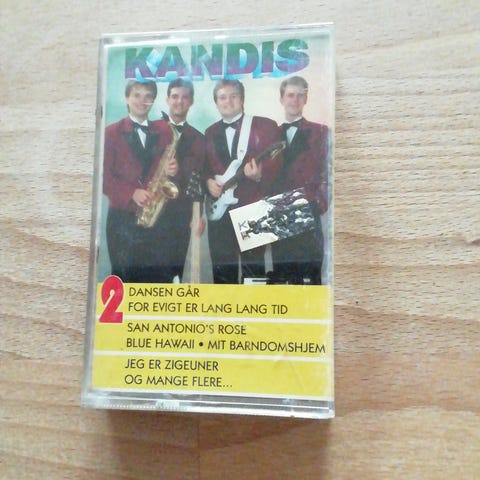 KANDIS
2
DANSEN GÅR
FOR EVIGT ER LANG LANG TID
SAN ANTONIO'S ROSE
BLUE HAWAII • MIT BARNDOMSHJEM
JEG ER ZIGEUNER
OG MANGE FLERE...